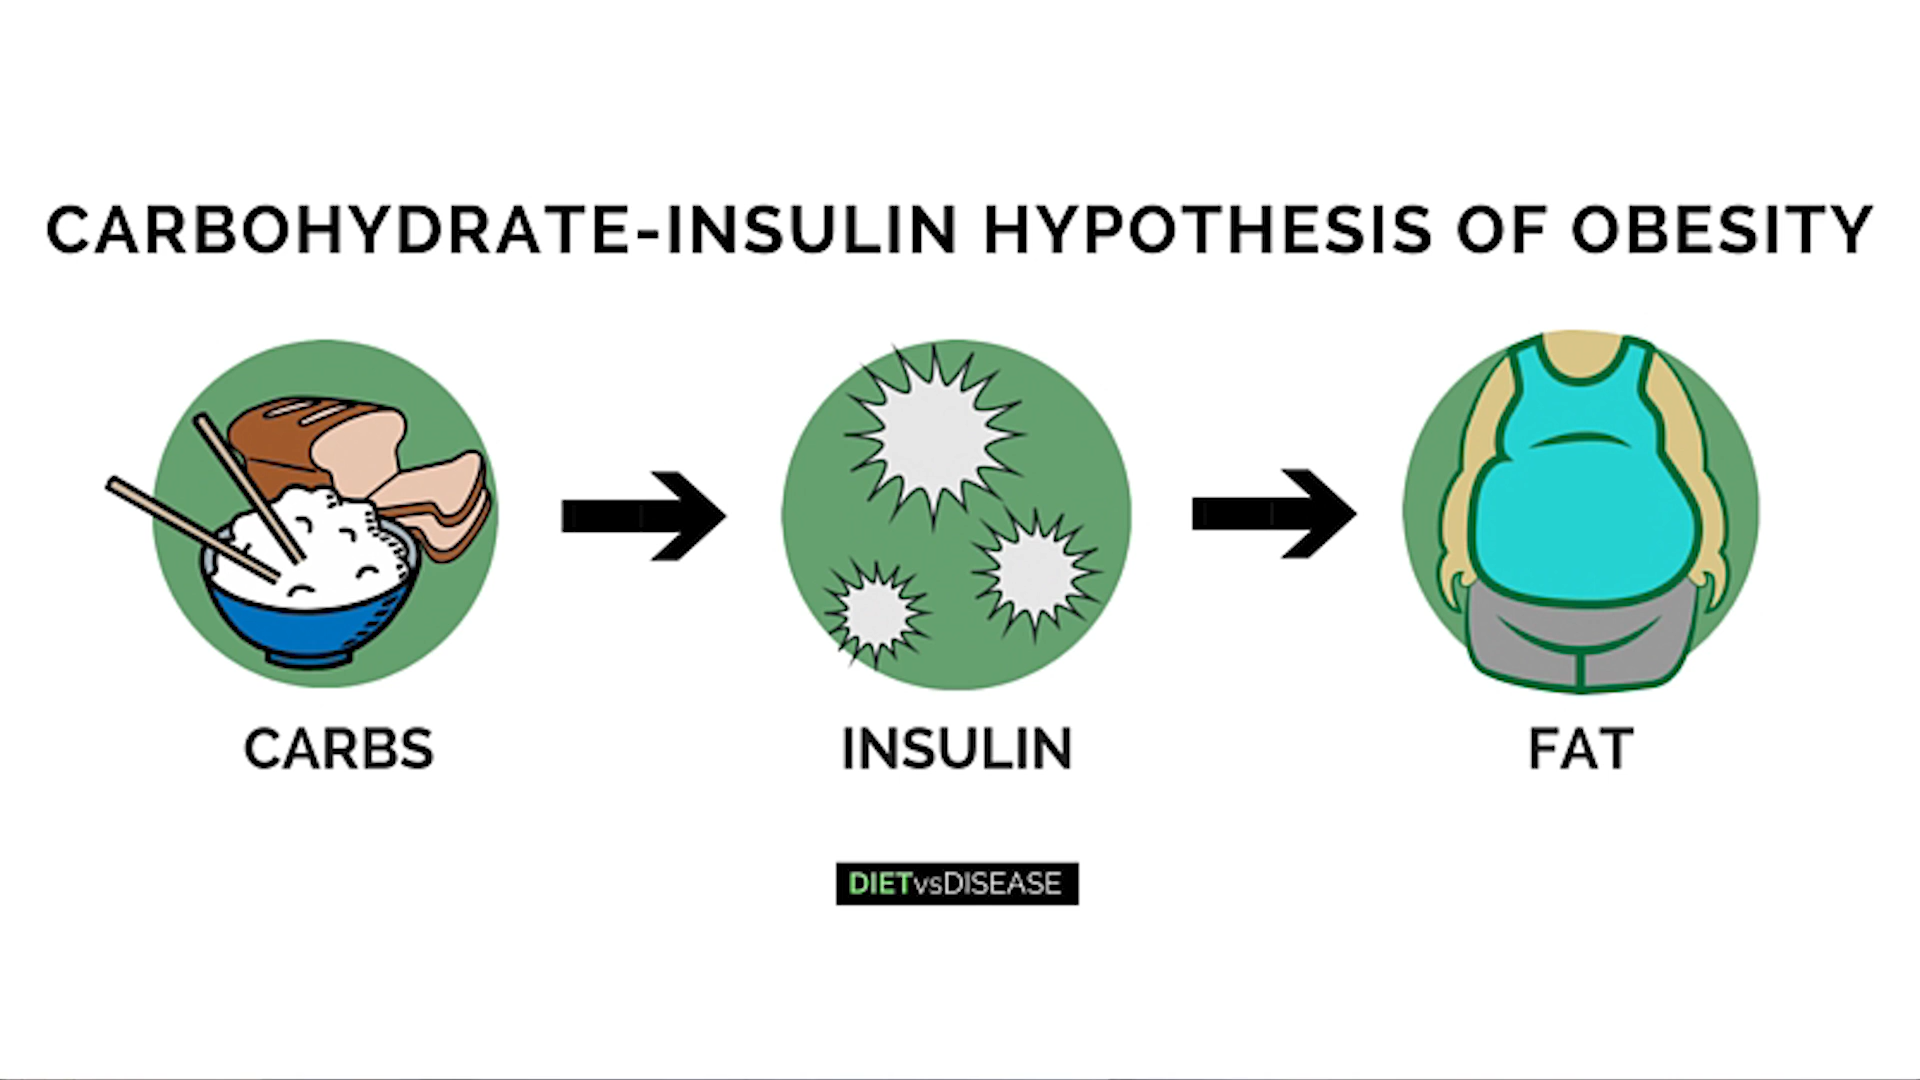 CARBOHYDRATE-INSULIN HYPOTHESIS OF OBESITY
CARBS
INSULIN
FAT
DIETvsDISEASE